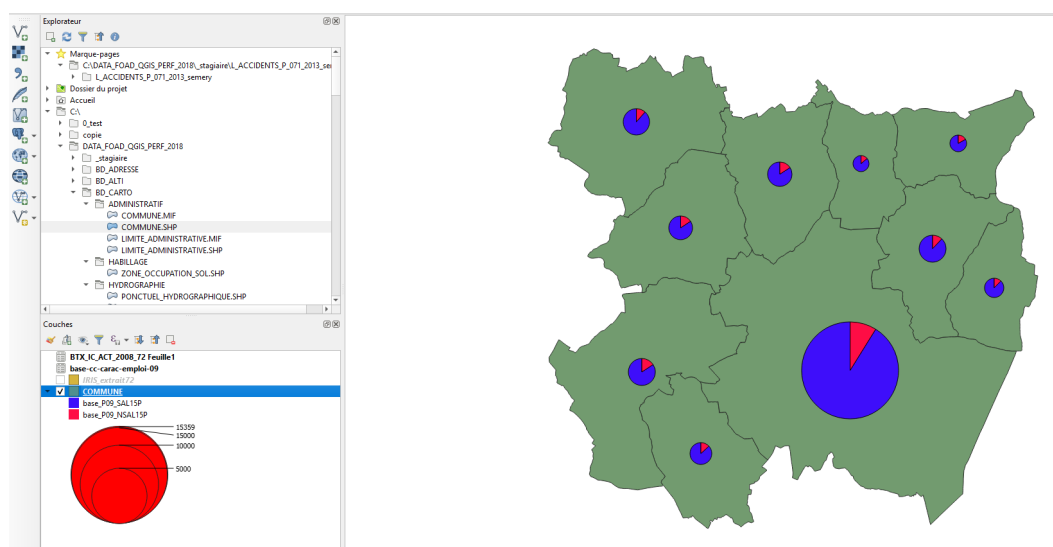 Explorateur
Marque-pages
C:\DATA_FOAD_QGIS_PERF_2018\_stagiaire\L_ACCIDENTS_P_071_2013_sei
L_ACCIDENTS_P_071_2013_semery
Dossier du projet
Accueil
C:\
0_test
copie
DATA_FOAD_QGIS_PERF_2018
_stagiaire
BD_ADRESSE
BD_ALTI
BD_CARTO
ADMINISTRATIF
COMMUNE.MIF
COMMUNE.SHP
LIMITE_ADMINISTRATIVE.MIF
LIMITE_ADMINISTRATIVE.SHP
HABILLAGE
ZONE_OCCUPATION_SOL.SHP
HYDROGRAPHIE
PONCTUEL_HYDROGRAPHIQUE.SHP
Couches
BTX_IC_ACT_2008_72 Feuille1
base-cc-carac-emploi-09
IRIS_extrait72
COMMUNE
base_P09_SAL15P
base_P09_NSAL15P
15359
15000
10000
5000